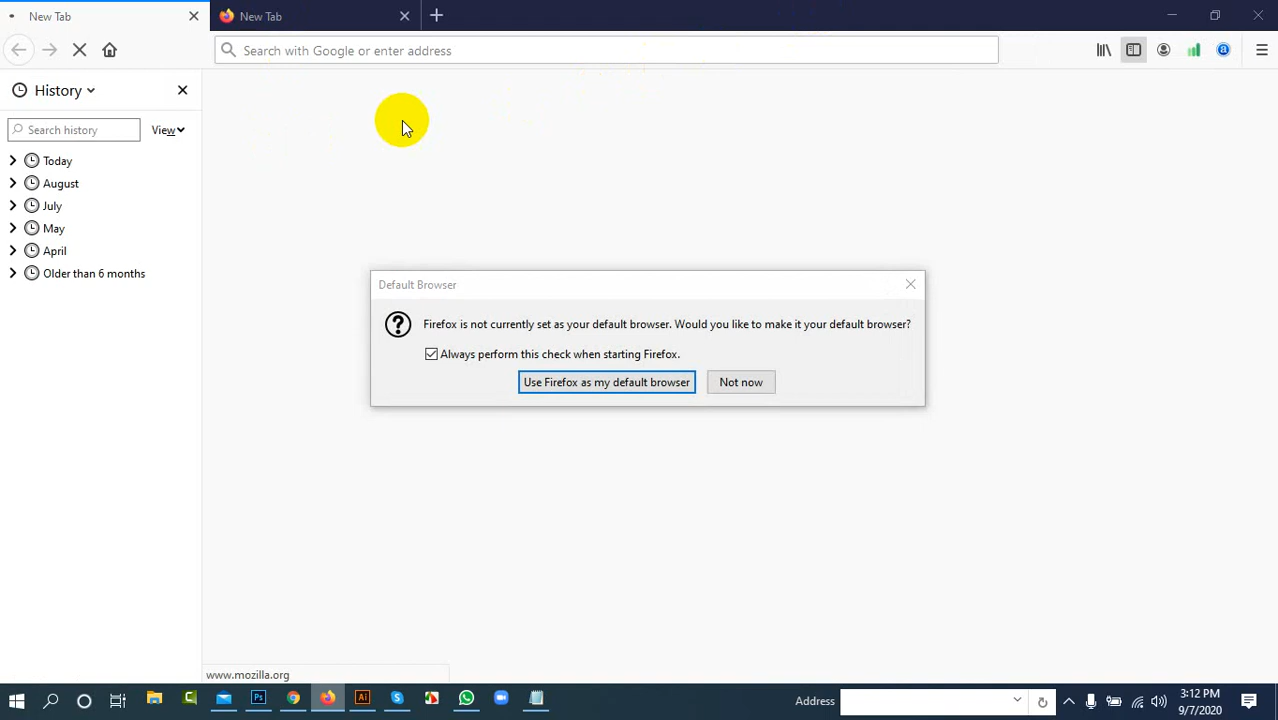 New Tab
New Tab
Search with Google or enter address
History
Search history
View
Today
August
July
May
April
Older than 6 months
Default Browser
Firefox is not currently set as your default browser. Would you like to make it your default browser?
Always perform this check when starting Firefox.
Use Firefox as my default browser
Not now
www.mozilla.org
Ps
Ai
Address
3:12 PM
9/7/2020